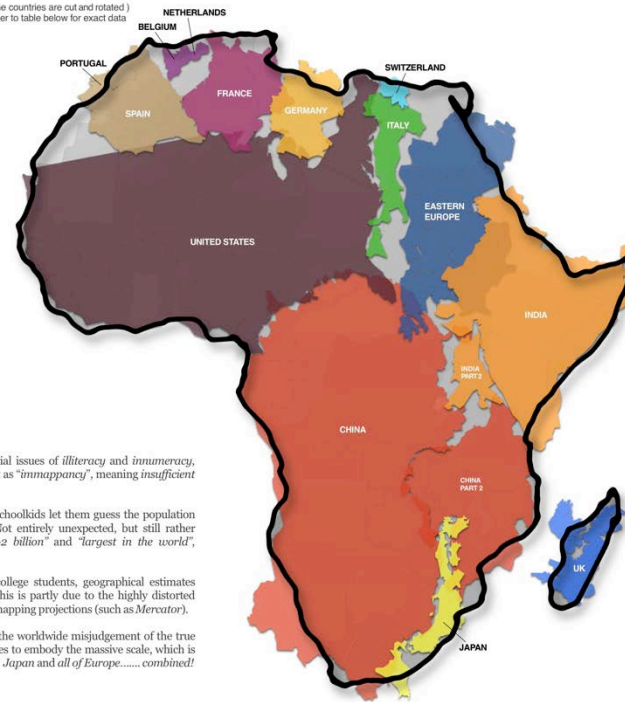 he countries are cut and rotated )
er to table below for exact data
NETHERLANDS
BELGIUM
PORTUGAL
SWITZERLAND
SPAIN
FRANCE
GERMANY
ITALY
EASTERN
EUROPE
UNITED STATES
INDIA
INDIA
PART 2
CHINA
CHINA
PART 2
UK
JAPAN
ial issues of illiteracy and innumeracy,
as “immappancy”, meaning insufficient
schoolkids let them guess the population
Not entirely unexpected, but still rather
2 billion” and “largest in the world”,
college students, geographical estimates
his is partly due to the highly distorted
mapping projections (such as Mercator).
the worldwide misjudgement of the true
es to embody the massive scale, which is
Japan and all of Europe...... combined!